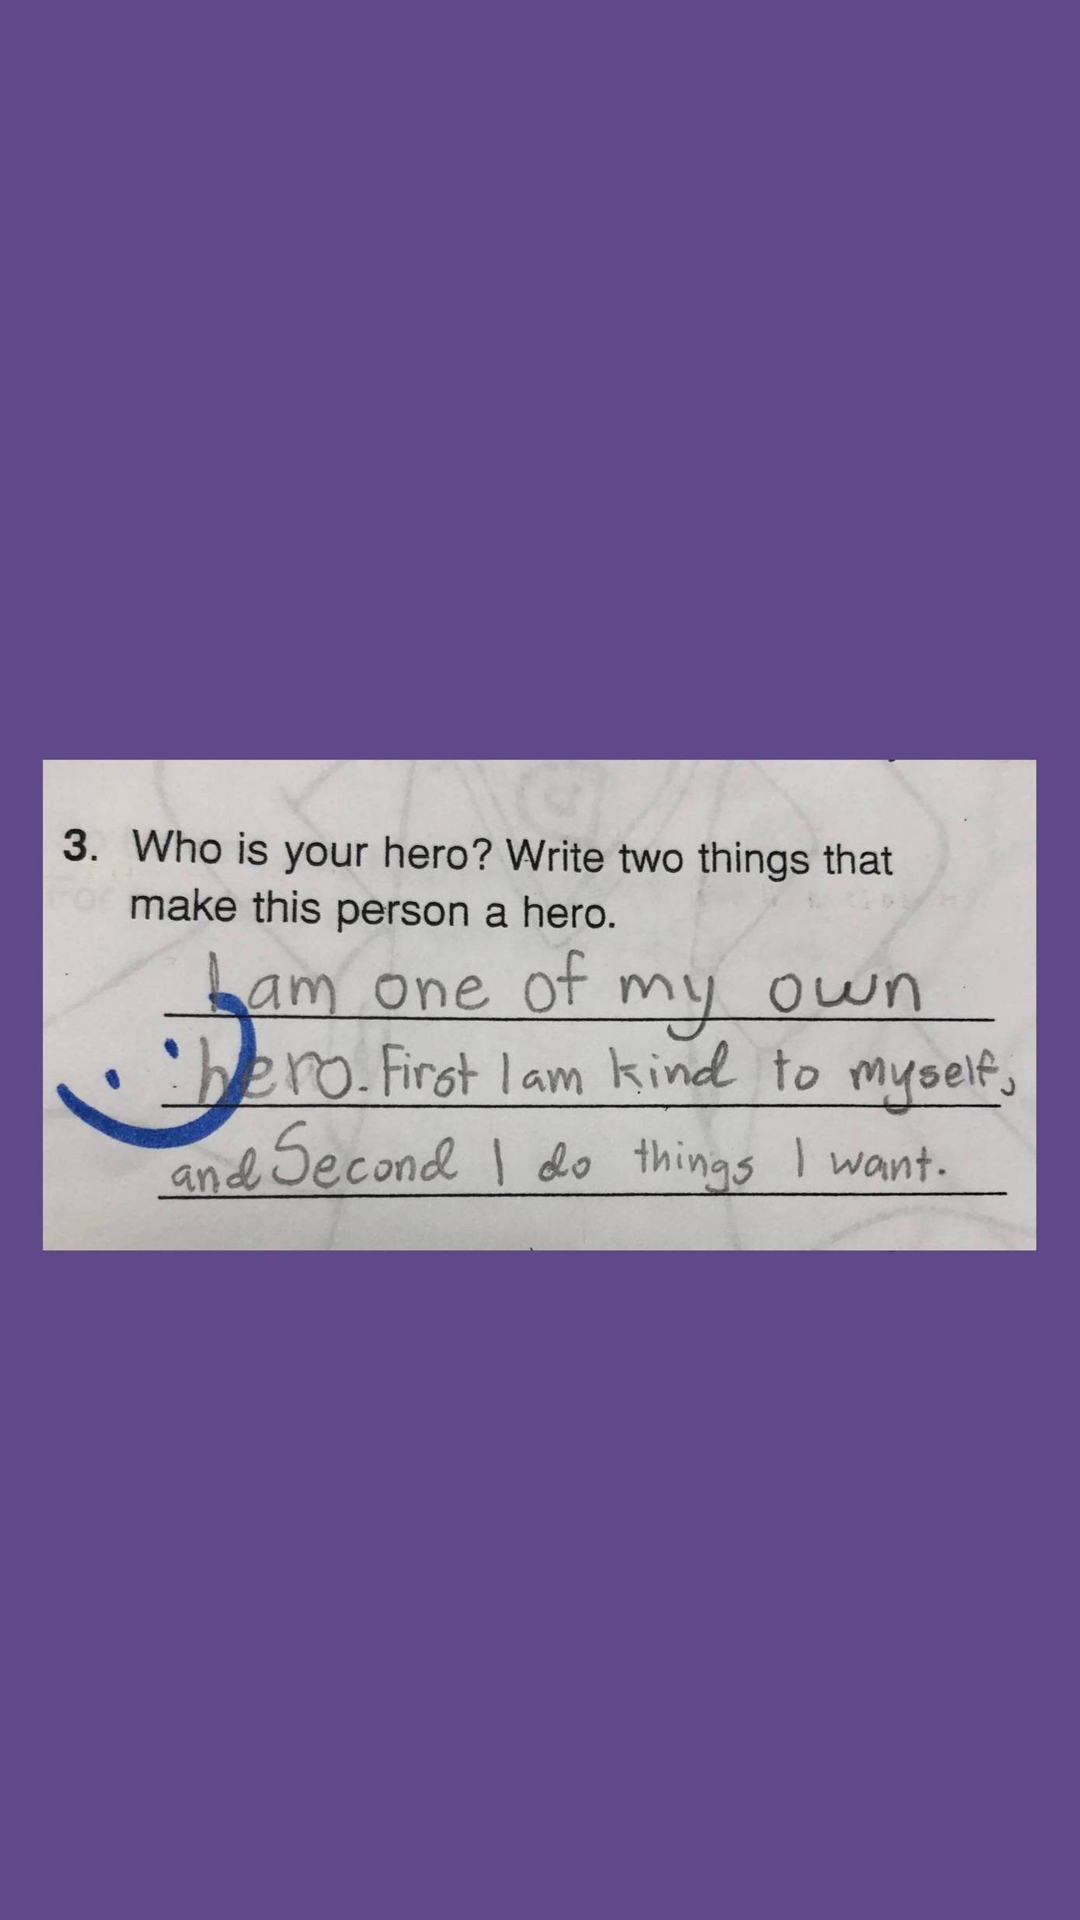 3. Who is your hero? Write two things that
make this person a hero.
I am one of my own
hero. First I am kind to myself,
and Second I do things I want.